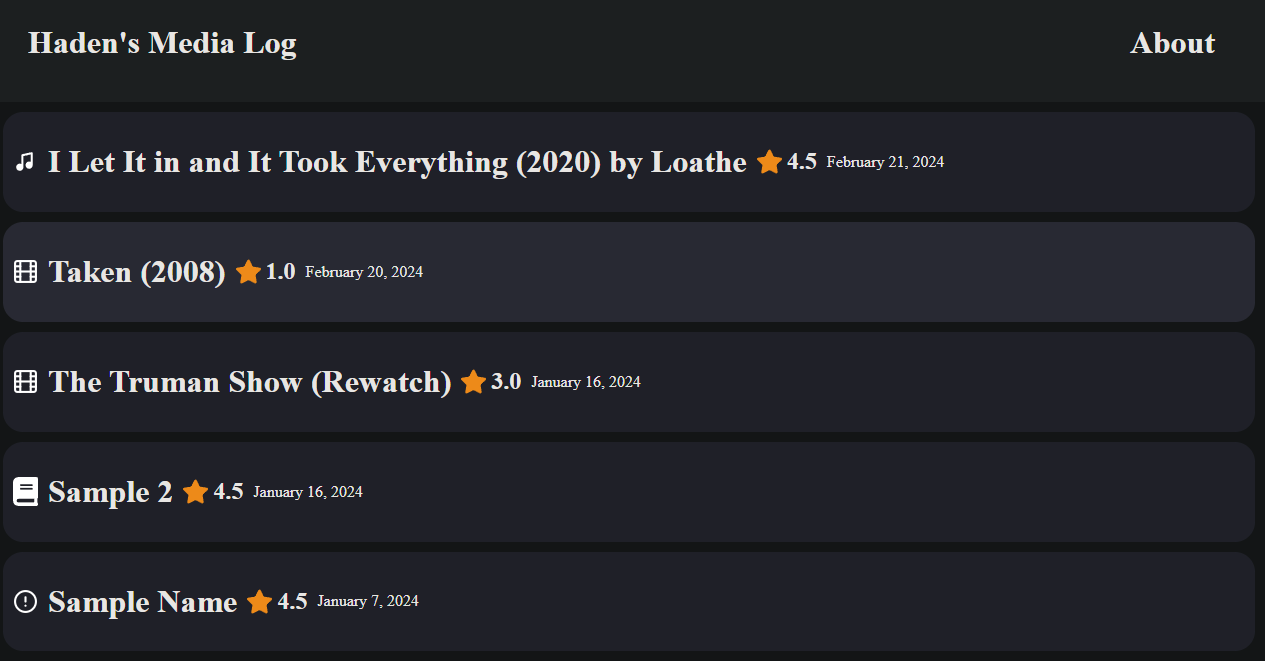 Haden's Media Log About
I Let It in and It Took Everything (2020) by Loathe 4.5 February 21, 2024
Taken (2008) 1.0 February 20, 2024
The Truman Show (Rewatch) 3.0 January 16, 2024
Sample 2 4.5 January 16, 2024
Sample Name 4.5 January 7, 2024